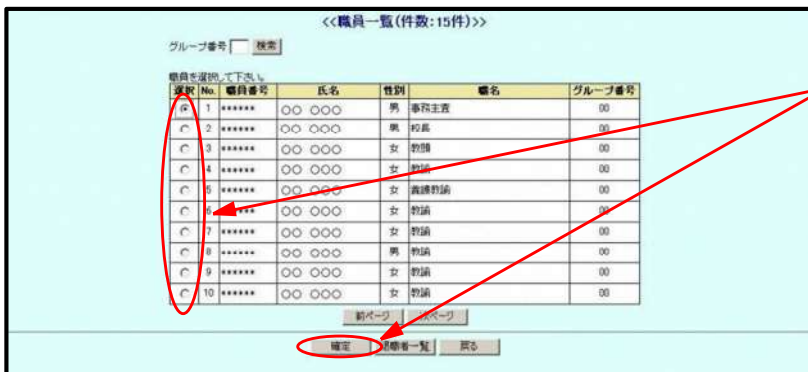 <<職員一覧(件数:15件)>>
グループ番号 検索
職員を選択して下さい。
選択 No. 職員番号 氏名 性別 職名 グループ番号
1 ****** ○○ ○○○ 男 事務主査 00
2 ****** ○○ ○○○ 男 校長 00
3 ****** ○○ ○○○ 女 教頭 00
4 ****** ○○ ○○○ 女 教諭 00
5 ****** ○○ ○○○ 女 養護教諭 00
6 ****** ○○ ○○○ 女 教諭 00
7 ****** ○○ ○○○ 女 教諭 00
8 ****** ○○ ○○○ 男 教諭 00
9 ****** ○○ ○○○ 女 教諭 00
10 ****** ○○ ○○○ 女 教諭 00
前ページ 次ページ
確定 退職者一覧 戻る